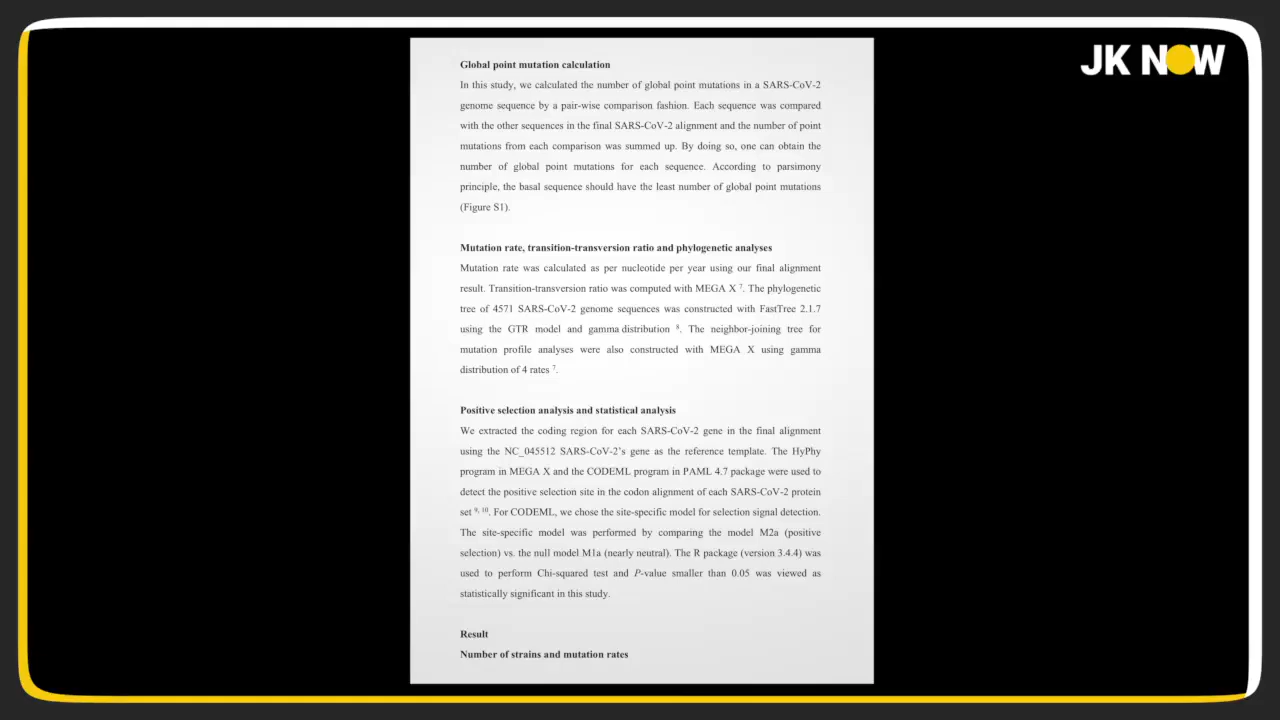 JK NOW
Global point mutation calculation
In this study, we calculated the number of global point mutations in a SARS-CoV-2
genome sequence by a pair-wise comparison fashion. Each sequence was compared
with the other sequences in the final SARS-CoV-2 alignment and the number of point
mutations from each comparison was summed up. By doing so, one can obtain the
number of global point mutations for each sequence. According to parsimony
principle, the basal sequence should have the least number of global point mutations
(Figure S1).
Mutation rate, transition-transversion ratio and phylogenetic analyses
Mutation rate was calculated as per nucleotide per year using our final alignment
result. Transition-transversion ratio was computed with MEGA X ⁷. The phylogenetic
tree of 4571 SARS-CoV-2 genome sequences was constructed with FastTree 2.1.7
using the GTR model and gamma distribution ⁸. The neighbor-joining tree for
mutation profile analyses were also constructed with MEGA X using gamma
distribution of 4 rates ⁷.
Positive selection analysis and statistical analysis
We extracted the coding region for each SARS-CoV-2 gene in the final alignment
using the NC_045512 SARS-CoV-2's gene as the reference template. The HyPhy
program in MEGA X and the CODEML program in PAML 4.7 package were used to
detect the positive selection site in the codon alignment of each SARS-CoV-2 protein
set ⁹, ¹⁰. For CODEML, we chose the site-specific model for selection signal detection.
The site-specific model was performed by comparing the model M2a (positive
selection) vs. the null model M1a (nearly neutral). The R package (version 3.4.4) was
used to perform Chi-squared test and P-value smaller than 0.05 was viewed as
statistically significant in this study.
Result
Number of strains and mutation rates